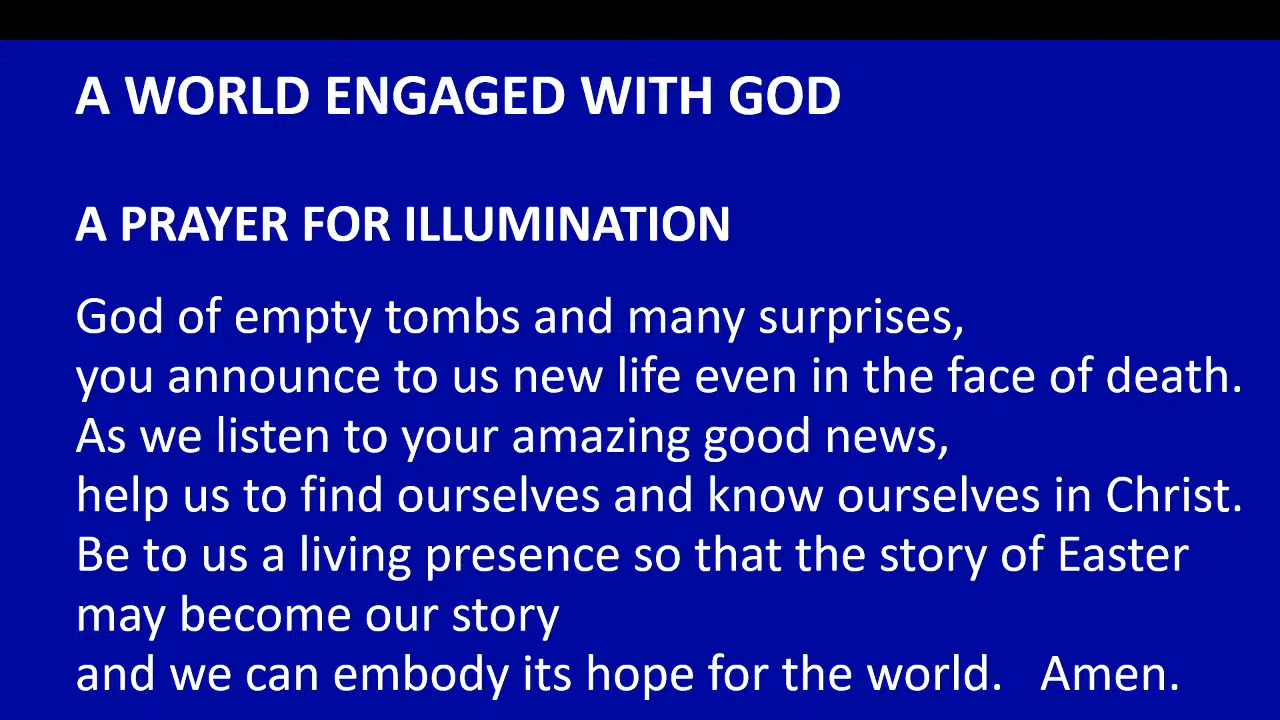 A WORLD ENGAGED WITH GOD
A PRAYER FOR ILLUMINATION
God of empty tombs and many surprises,
you announce to us new life even in the face of death.
As we listen to your amazing good news,
help us to find ourselves and know ourselves in Christ.
Be to us a living presence so that the story of Easter
may become our story
and we can embody its hope for the world.   Amen.